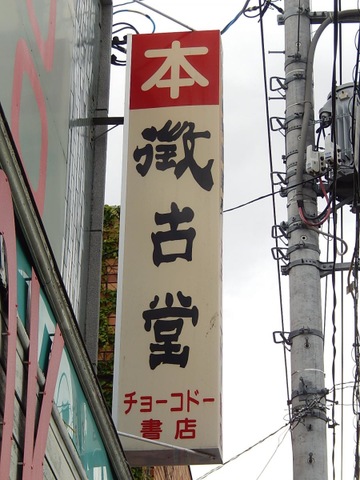 本
徴古堂
チョーコドー
書店